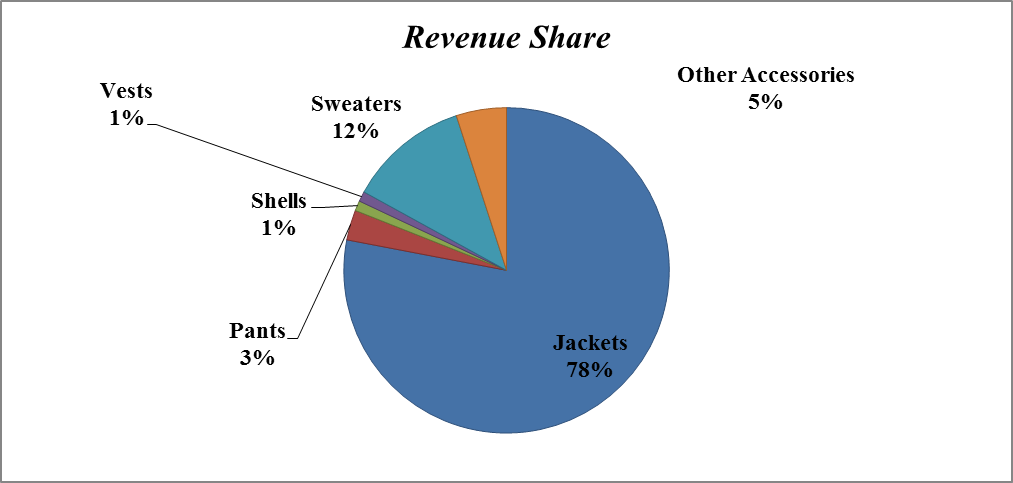 Revenue Share
Other Accessories
5%
Vests
1%
Sweaters
12%
Shells
1%
Pants
3%
Jackets
78%